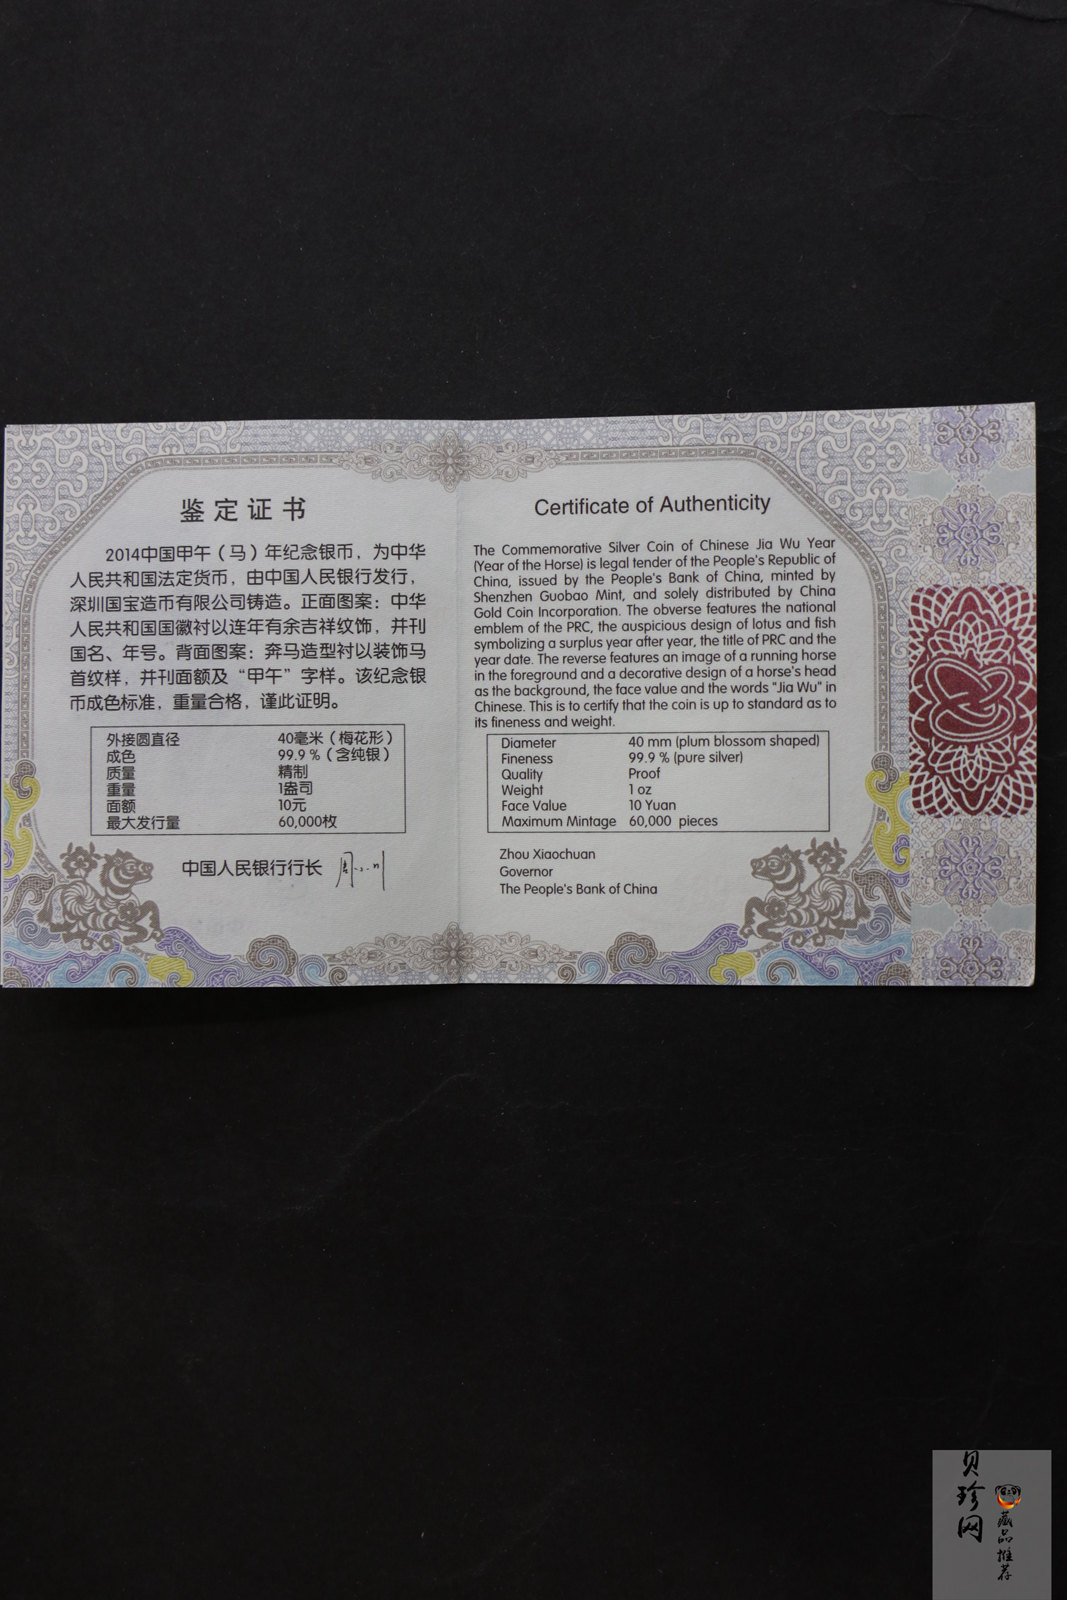 鉴定证书
2014中国甲午（马）年纪念银币，为中华
人民共和国法定货币，由中国人民银行发行，
深圳国宝造币有限公司铸造。正面图案：中华
人民共和国国徽衬以连年有余吉祥纹饰，并刊
国名、年号。背面图案：奔马造型衬以装饰马
首纹样，并刊面额及“甲午”字样。该纪念银
币成色标准，重量合格，谨此证明。
外接圆直径 40毫米（梅花形）
成色 99.9％（含纯银）
质量 精制
重量 1盎司
面额 10元
最大发行量 60,000枚
中国人民银行行长
Certificate of Authenticity
The Commemorative Silver Coin of Chinese Jia Wu Year
(Year of the Horse) is legal tender of the People's Republic of
China, issued by the People's Bank of China, minted by
Shenzhen Guobao Mint, and solely distributed by China
Gold Coin Incorporation. The obverse features the national
emblem of the PRC, the auspicious design of lotus and fish
symbolizing a surplus year after year, the title of PRC and the
year date. The reverse features an image of a running horse
in the foreground and a decorative design of a horse's head
as the background, the face value and the words "Jia Wu" in
Chinese. This is to certify that the coin is up to standard as to
its fineness and weight.
Diameter 40 mm (plum blossom shaped)
Fineness 99.9 % (pure silver)
Quality Proof
Weight 1 oz
Face Value 10 Yuan
Maximum Mintage 60,000 pieces
Zhou Xiaochuan
Governor
The People's Bank of China
贝珍网
藏品推荐